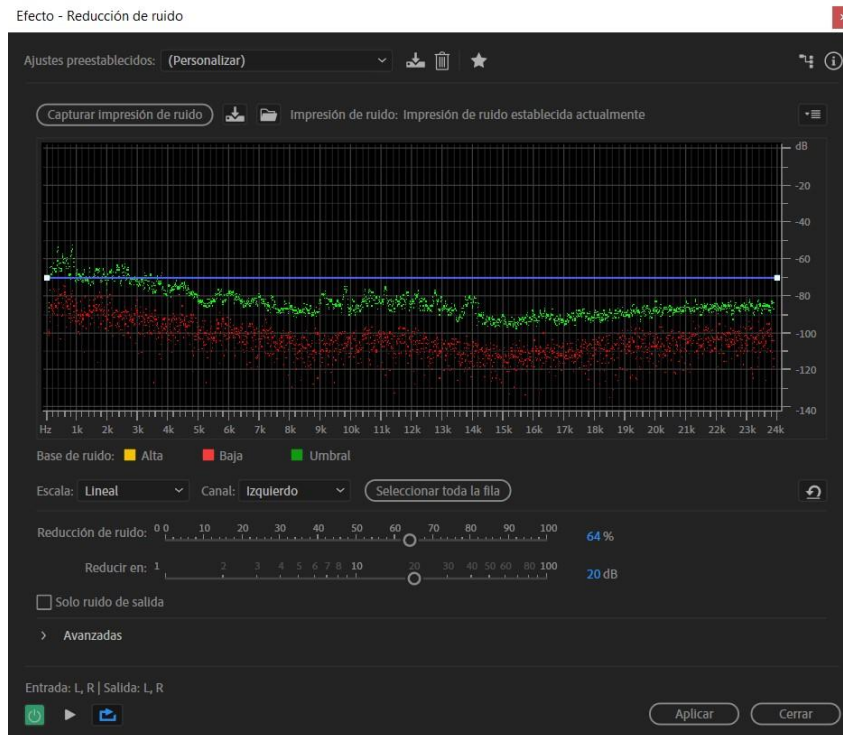 Efecto - Reducción de ruido
Ajustes preestablecidos: (Personalizar)
Capturar impresión de ruido Impresión de ruido: Impresión de ruido establecida actualmente
dB
-20
-40
-60
-80
-100
-120
-140
Hz 1k 2k 3k 4k 5k 6k 7k 8k 9k 10k 11k 12k 13k 14k 15k 16k 17k 18k 19k 20k 21k 22k 23k 24k
Base de ruido: Alta Baja Umbral
Escala: Lineal Canal: Izquierdo Seleccionar toda la fila
Reducción de ruido: 0 0 10 20 30 40 50 60 70 80 90 100 64 %
Reducir en: 1 2 3 4 5 6 7 8 10 20 30 40 50 60 80 100 20 dB
Solo ruido de salida
Avanzadas
Entrada: L, R | Salida: L, R
Aplicar Cerrar